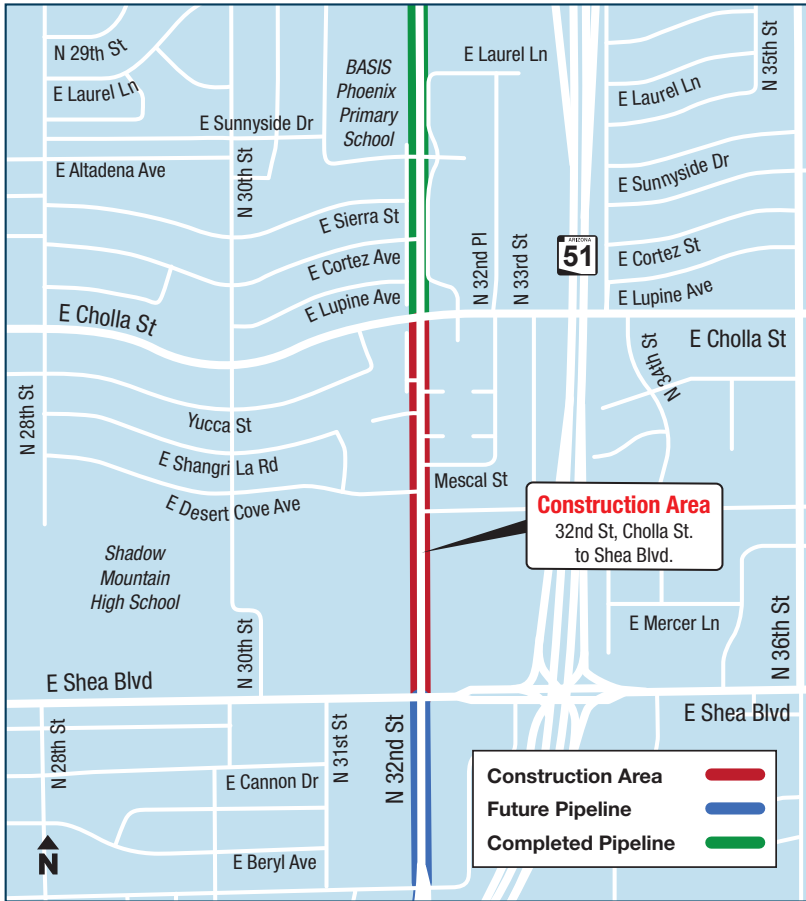 N 29th St
E Laurel Ln
BASIS
Phoenix
Primary
School
E Laurel Ln
N 35th St
E Laurel Ln
E Sunnyside Dr
E Altadena Ave
N 30th St
E Sunnyside Dr
E Sierra St
E Cortez Ave
E Lupine Ave
N 32nd Pl
N 33rd St
ARIZONA
51
E Cortez St
E Lupine Ave
E Cholla St
E Cholla St
N 34th St
N 28th St
Yucca St
E Shangri La Rd
E Desert Cove Ave
Mescal St
Construction Area
32nd St, Cholla St.
to Shea Blvd.
Shadow
Mountain
High School
N 30th St
E Mercer Ln
N 36th St
E Shea Blvd
E Shea Blvd
N 28th St
N 31st St
N 32nd St
E Cannon Dr
E Beryl Ave
N
Construction Area
Future Pipeline
Completed Pipeline